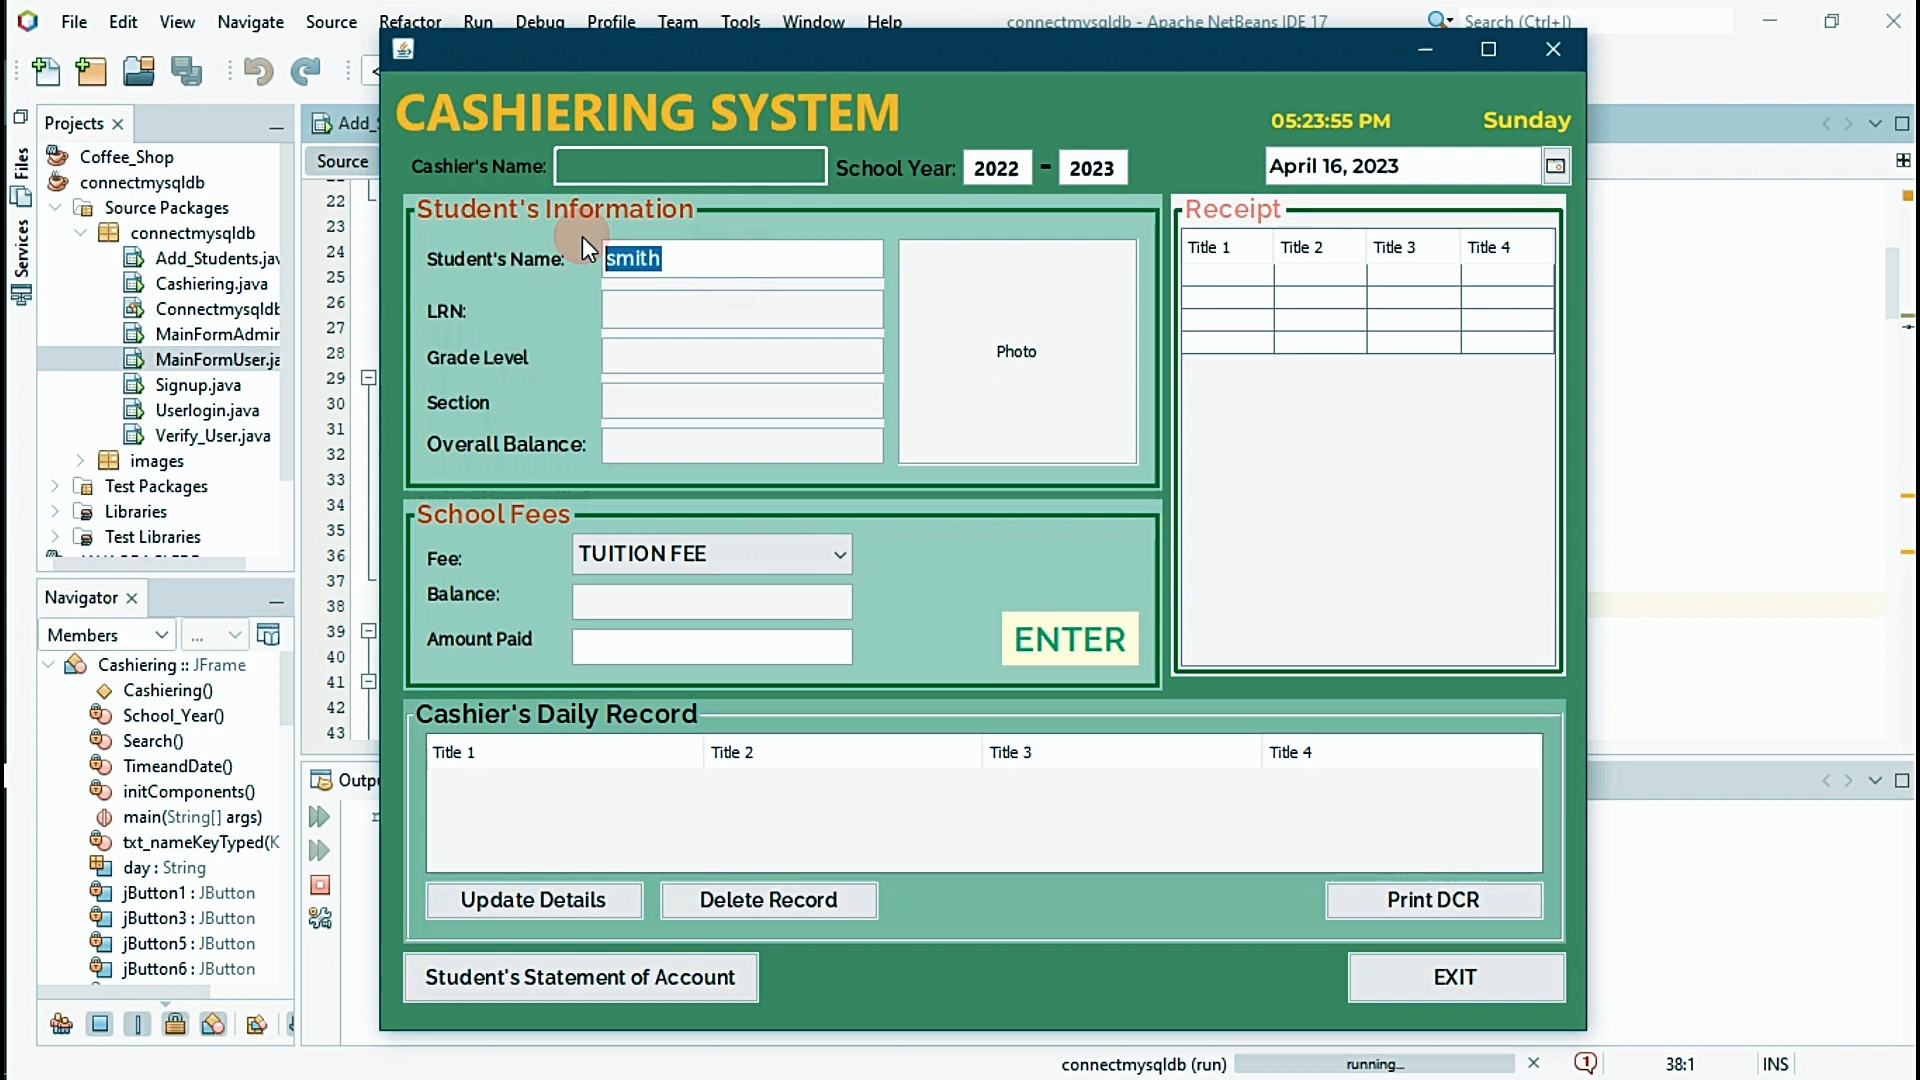 File Edit View Navigate Source Refactor Run Debug Profile Team Tools Window Help connectmysqldb - Apache NetBeans IDE 17 Search (Ctrl+I)
Projects
Files
Services
Coffee_Shop
connectmysqldb
Source Packages
connectmysqldb
Add_Students.jav
Cashiering.java
Connectmysqldb
MainFormAdmin
MainFormUser.ja
Signup.java
Userlogin.java
Verify_User.java
images
Test Packages
Libraries
Test Libraries
Navigator
Members ...
Cashiering :: JFrame
Cashiering()
School_Year()
Search()
TimeandDate()
initComponents()
main(String[] args)
txt_nameKeyTyped(K
day : String
jButton1 : JButton
jButton3 : JButton
jButton5 : JButton
jButton6 : JButton
Add_S
Source
22
23
24
25
26
27
28
29
30
31
32
33
34
35
36
37
38
39
40
41
42
43
Outpu
CASHIERING SYSTEM
05:23:55 PM Sunday
Cashier's Name: School Year: 2022 - 2023 April 16, 2023
Student's Information
Student's Name: smith
LRN:
Grade Level
Section
Overall Balance:
Photo
Receipt
Title 1 Title 2 Title 3 Title 4
School Fees
Fee: TUITION FEE
Balance:
Amount Paid
ENTER
Cashier's Daily Record
Title 1 Title 2 Title 3 Title 4
Update Details Delete Record Print DCR
Student's Statement of Account EXIT
connectmysqldb (run) running... 1 38:1 INS